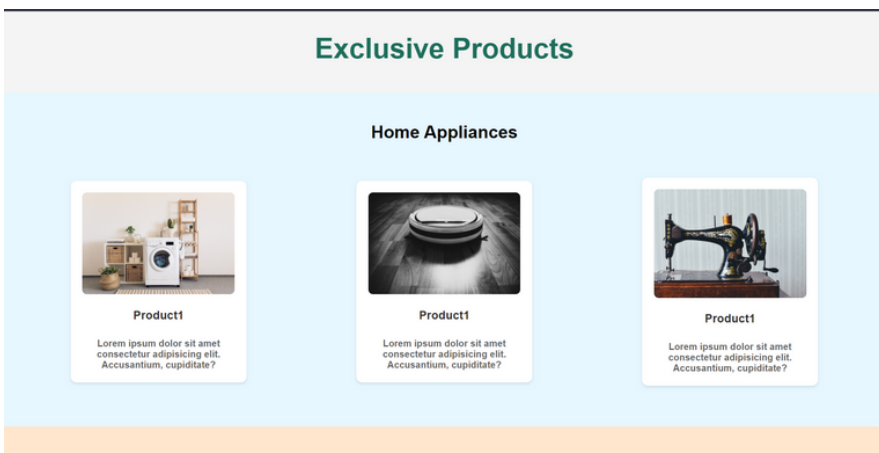 Exclusive Products
Home Appliances
Product1
Lorem ipsum dolor sit amet
consectetur adipisicing elit.
Accusantium, cupiditate?
Product1
Lorem ipsum dolor sit amet
consectetur adipisicing elit.
Accusantium, cupiditate?
Product1
Lorem ipsum dolor sit amet
consectetur adipisicing elit.
Accusantium, cupiditate?